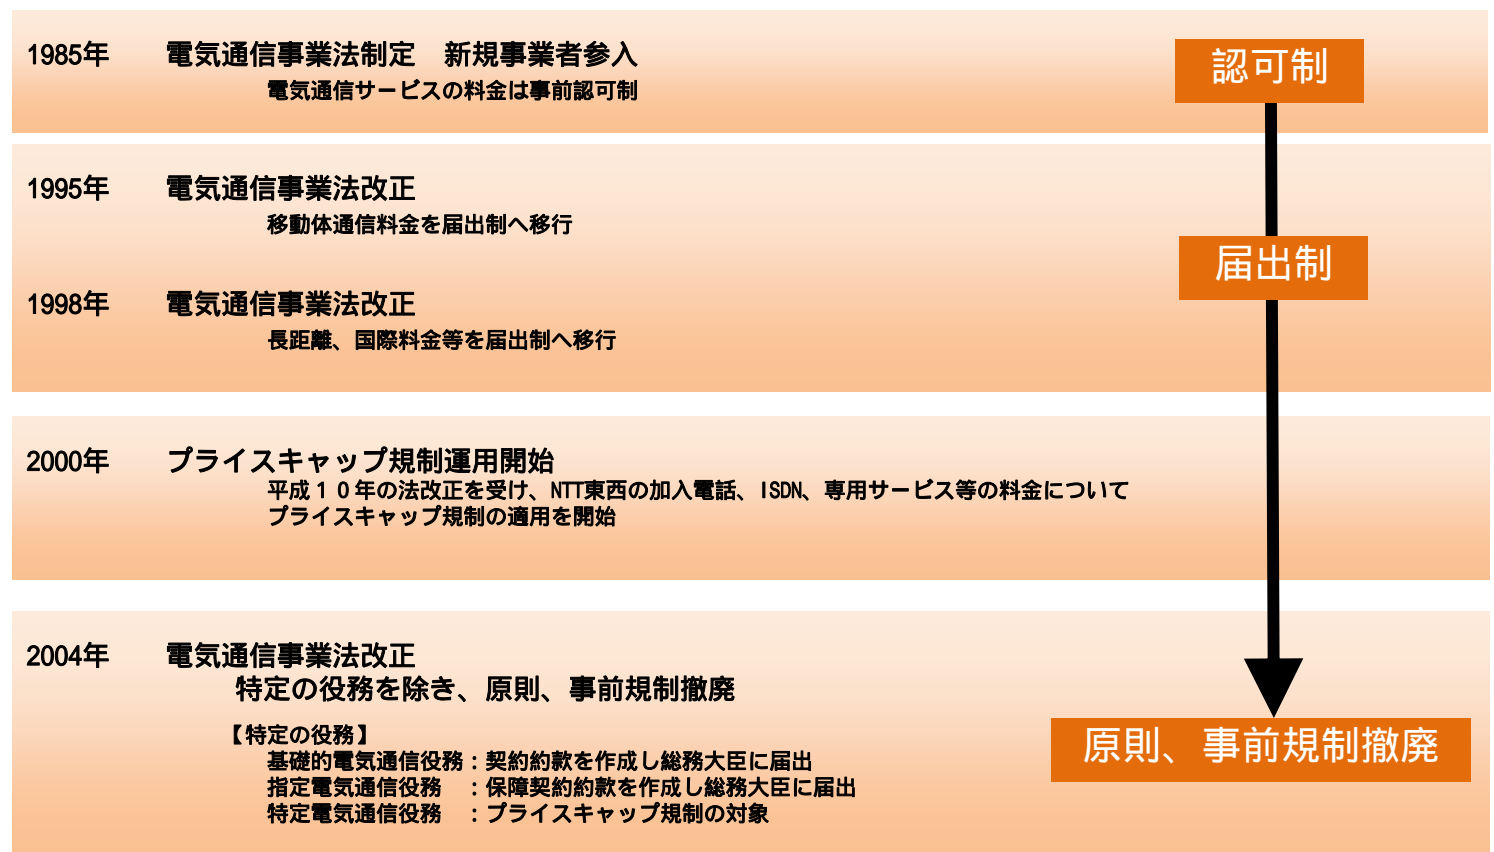 1985年　電気通信事業法制定　新規事業者参入
電気通信サービスの料金は事前認可制
認可制
1995年　電気通信事業法改正
移動体通信料金を届出制へ移行
届出制
1998年　電気通信事業法改正
長距離、国際料金等を届出制へ移行
2000年　プライスキャップ規制運用開始
平成１０年の法改正を受け、NTT東西の加入電話、ISDN、専用サービス等の料金について
プライスキャップ規制の適用を開始
2004年　電気通信事業法改正
特定の役務を除き、原則、事前規制撤廃
【特定の役務】
基礎的電気通信役務：契約約款を作成し総務大臣に届出
指定電気通信役務　：保障契約約款を作成し総務大臣に届出
特定電気通信役務　：プライスキャップ規制の対象
原則、事前規制撤廃